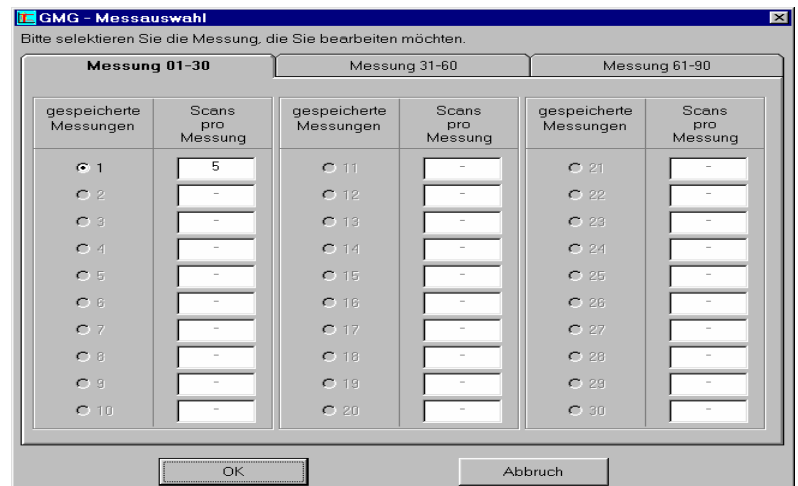 GMG - Messauswahl
Bitte selektieren Sie die Messung, die Sie bearbeiten möchten.
Messung 01-30 Messung 31-60 Messung 61-90
gespeicherte Messungen Scans pro Messung gespeicherte Messungen Scans pro Messung gespeicherte Messungen Scans pro Messung
1 5 11 - 21 -
2 - 12 - 22 -
3 - 13 - 23 -
4 - 14 - 24 -
5 - 15 - 25 -
6 - 16 - 26 -
7 - 17 - 27 -
8 - 18 - 28 -
9 - 19 - 29 -
10 - 20 - 30 -
OK Abbruch